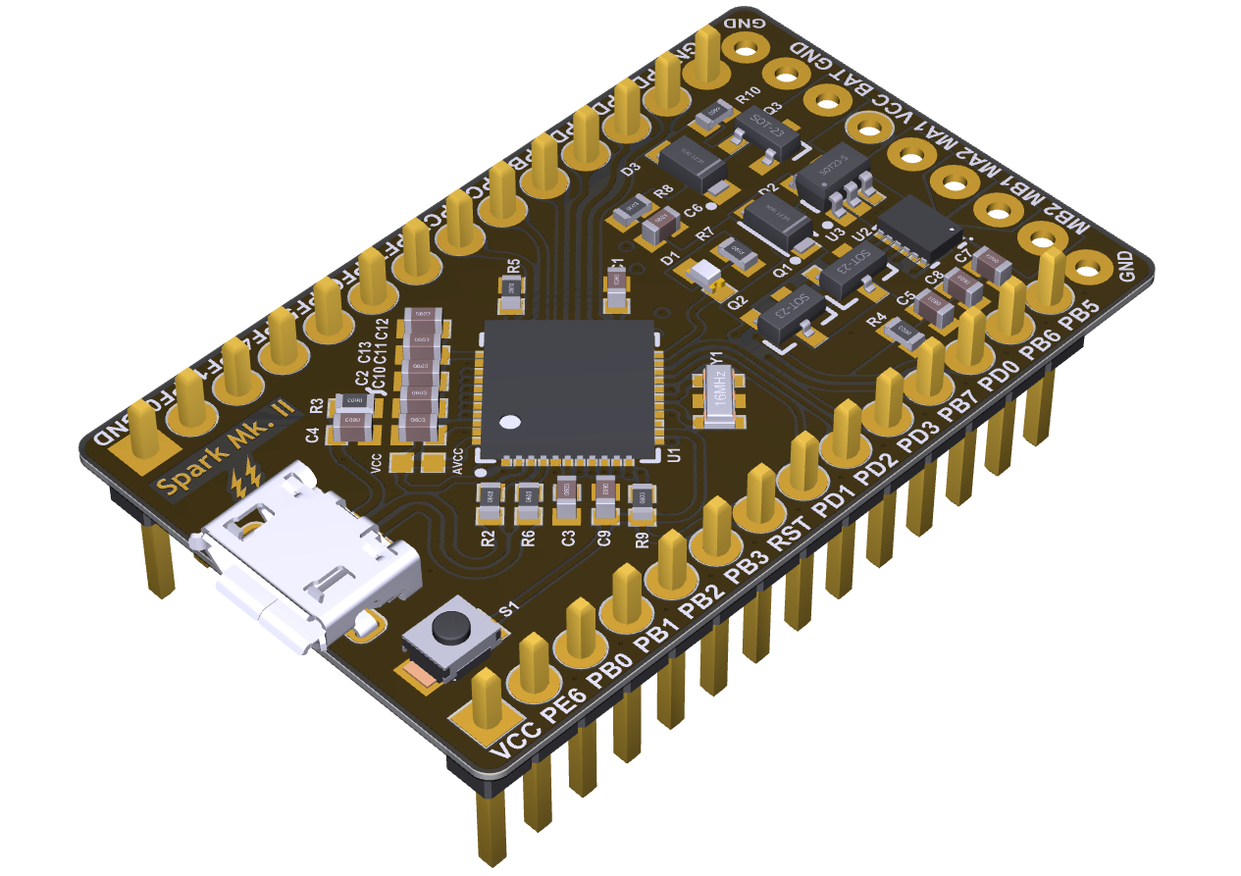 GND
GND
BAT
VCC
MA1
MA2
MB1
MB2
GND
R10
Q3
SOT-23
D3
R8
C6
D2
SOT23-5
U3
U2
R7
D1
Q1
SOT-23
Q2
SOT-23
C7
C8
C5
R4
R5
C12
C13
C11
C2
C10
R3
C4
VCC
AVCC
Y1
16MHz
U1
GND
Spark Mk. II
R2
R6
C3
C9
R9
S1
VCC
PE6
PB0
PB1
PB2
PB3
RST
PD1
PD2
PD3
PB7
PD0
PB6
PB5